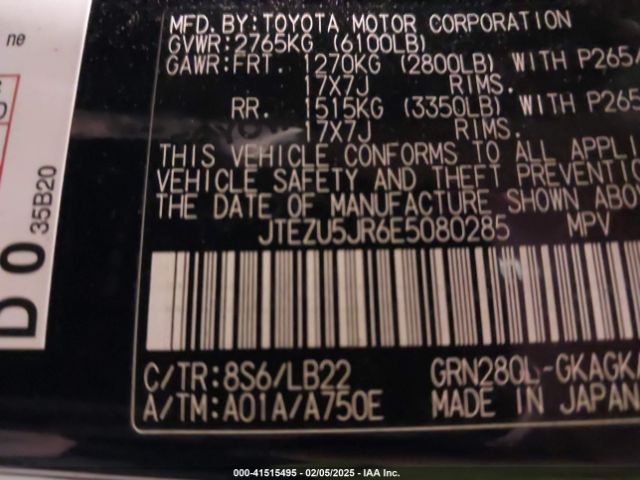 MFD. BY: TOYOTA MOTOR CORPORATION
GVWR: 2765KG (6100LB)
GAWR: FRT. 1270KG (2800LB) WITH P265/
17X7J RIMS.
RR. 1515KG (3350LB) WITH P265
17X7J RIMS.
THIS VEHICLE CONFORMS TO ALL APPLI
VEHICLE SAFETY AND THEFT PREVENTIO
THE DATE OF MANUFACTURE SHOWN ABO
JTEZU5JR6E5080285 MPV
C/TR: 8S6/LB22 GRN280L-GKAGKA
A/TM: A01A/A750E MADE IN JAPAN
ne
D 0
35B20
000-41515495 - 02/05/2025 - IAA Inc.